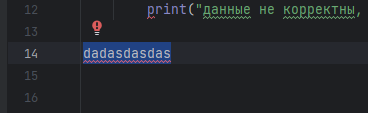 12 print("данные не корректны,
13
14 dadasdasdas
15
16